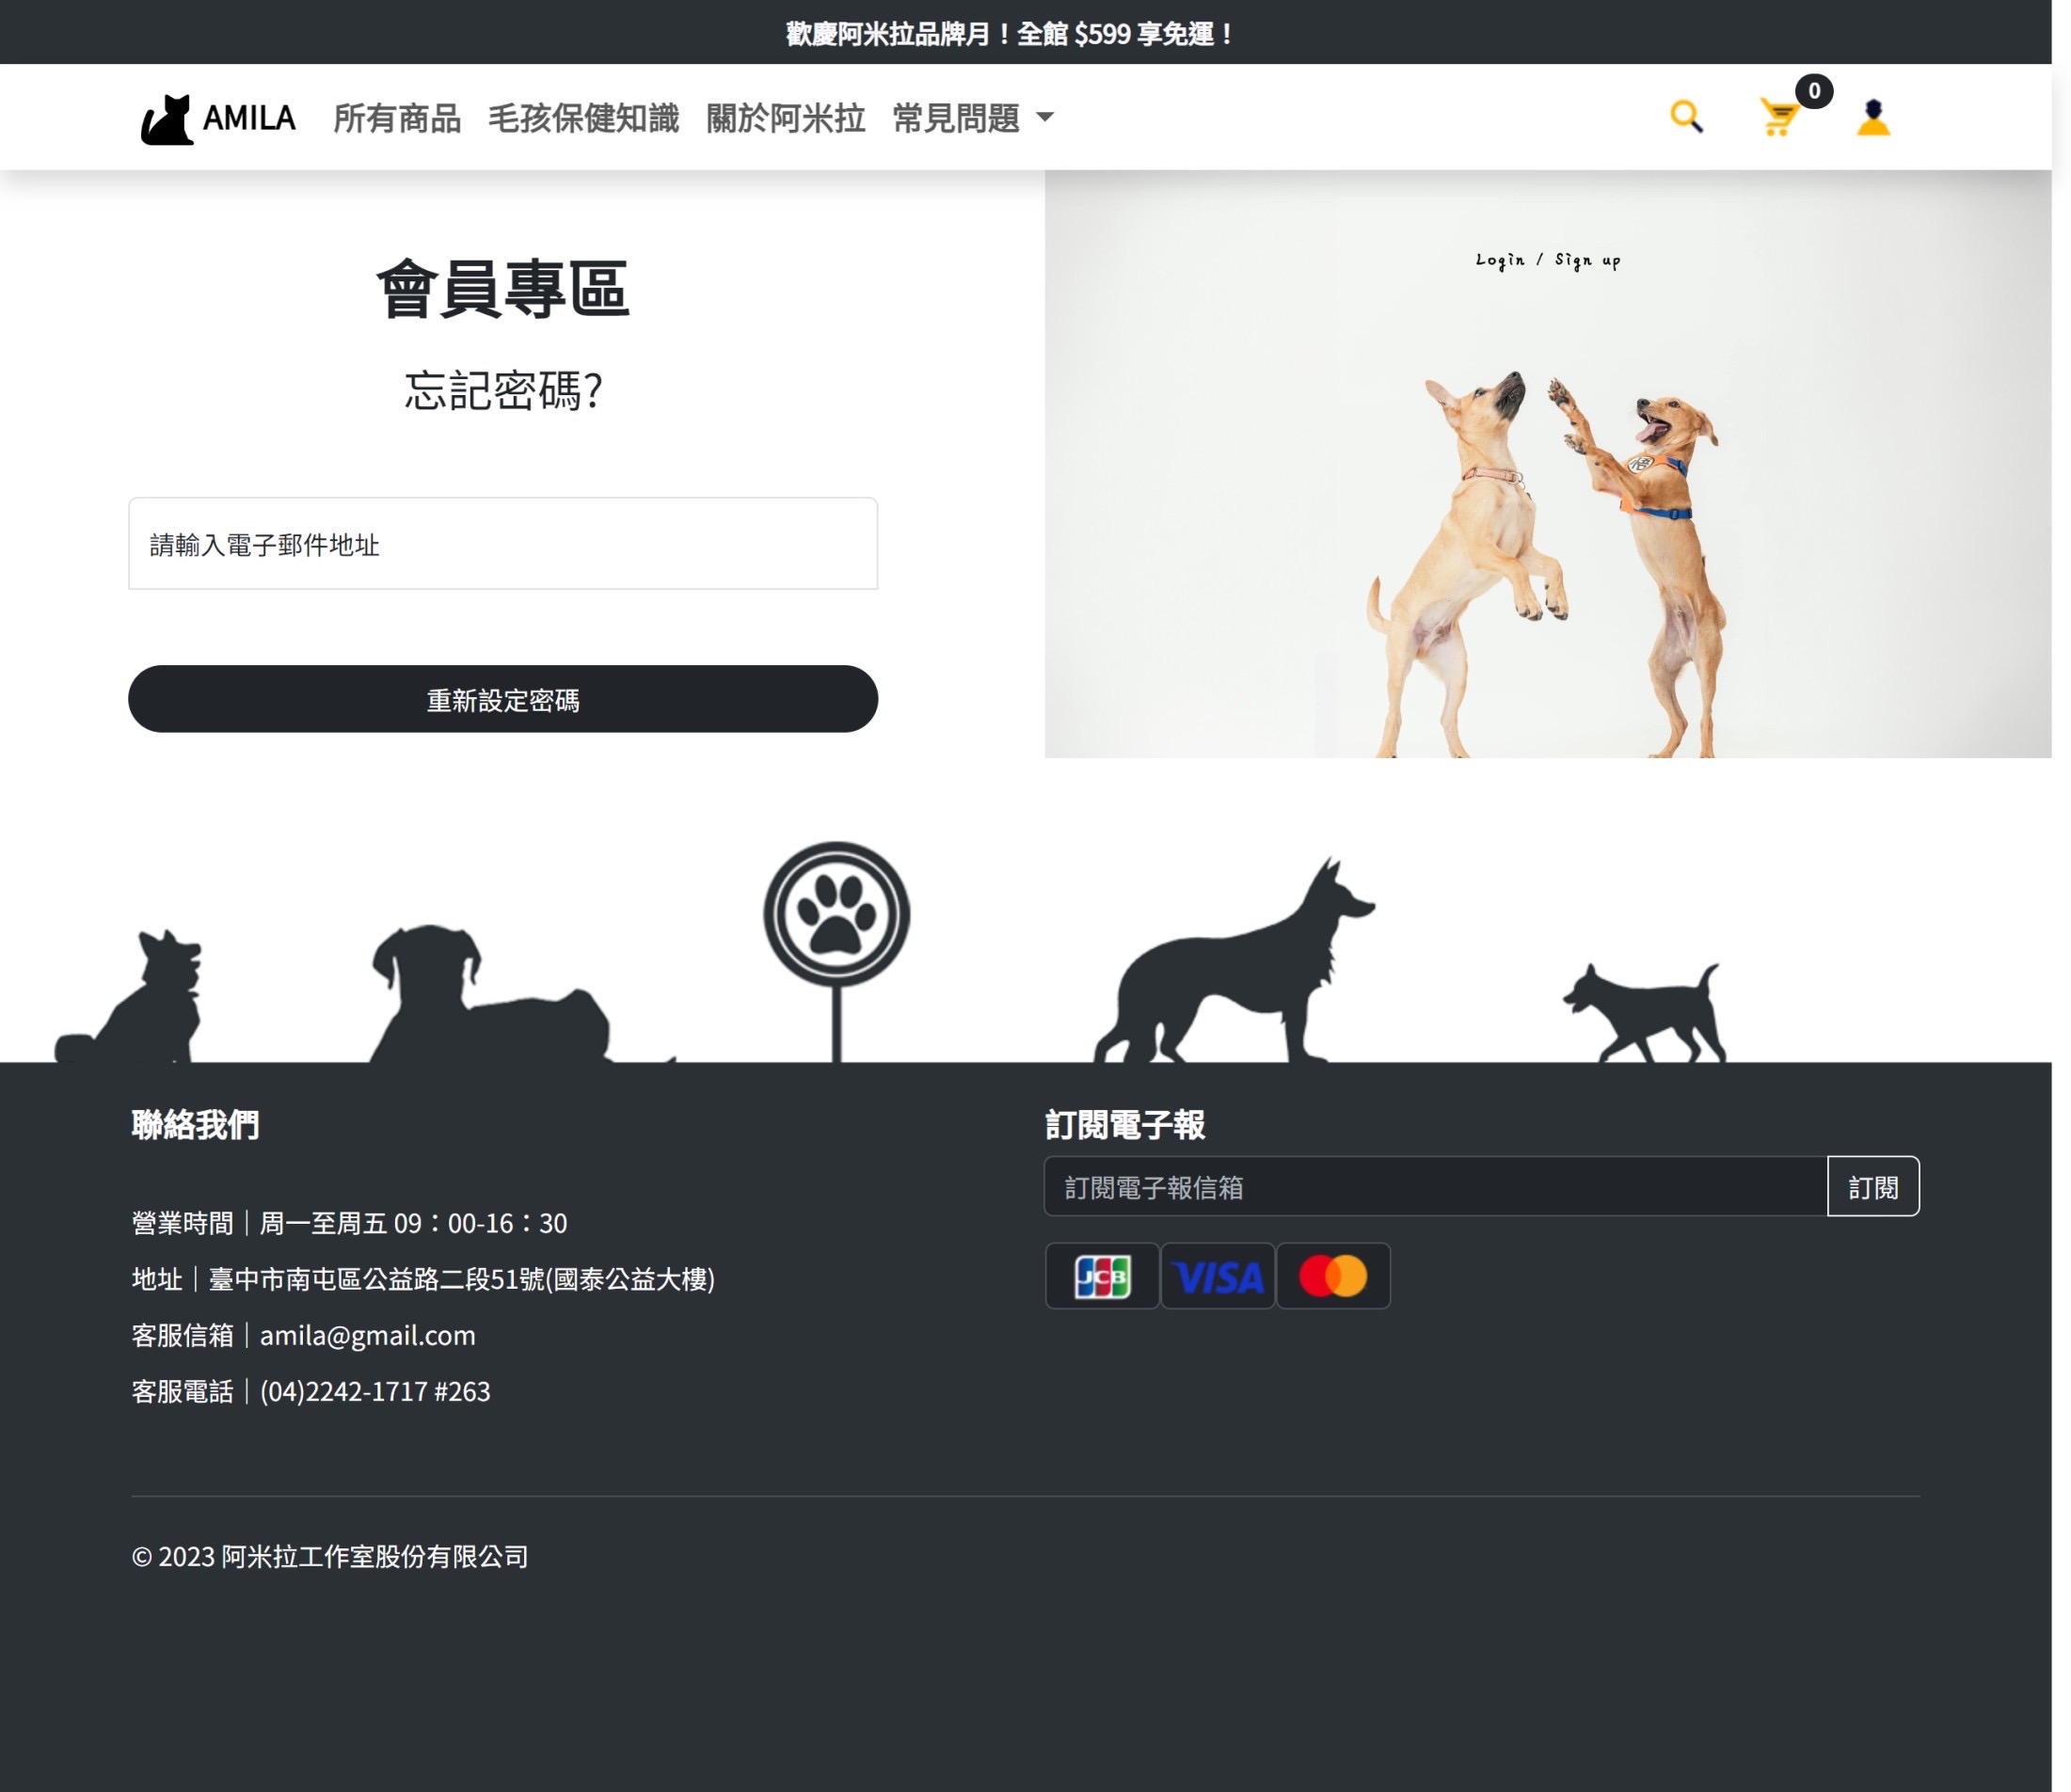 歡慶阿米拉品牌月！全館 $599 享免運！
AMILA 所有商品 毛孩保健知識 關於阿米拉 常見問題 0
會員專區
忘記密碼?
請輸入電子郵件地址
重新設定密碼
Login / Sign up
悟
聯絡我們
營業時間｜周一至周五 09：00-16：30
地址｜臺中市南屯區公益路二段51號(國泰公益大樓)
客服信箱｜amila@gmail.com
客服電話｜(04)2242-1717 #263
訂閱電子報
訂閱電子報信箱 訂閱
JCB VISA
© 2023 阿米拉工作室股份有限公司